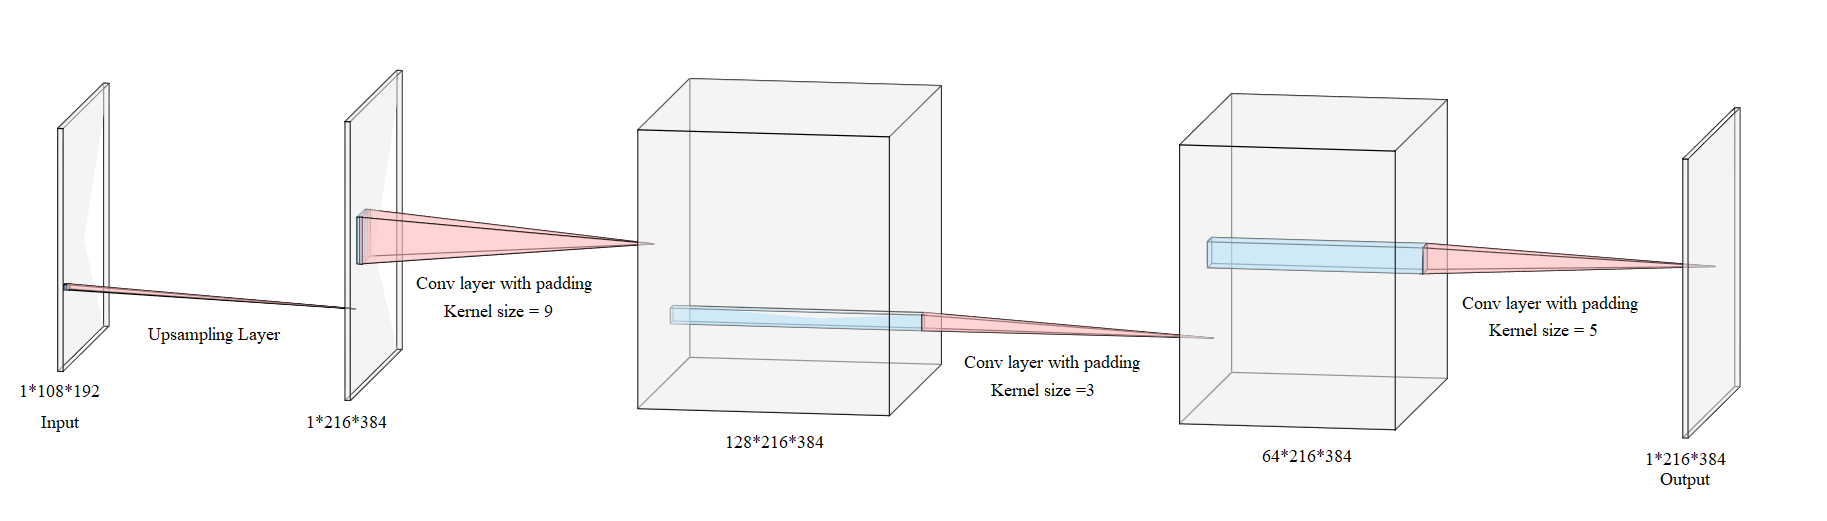 1*108*192
Input
Upsampling Layer
1*216*384
Conv layer with padding
Kernel size = 9
128*216*384
Conv layer with padding
Kernel size =3
64*216*384
Conv layer with padding
Kernel size = 5
1*216*384
Output